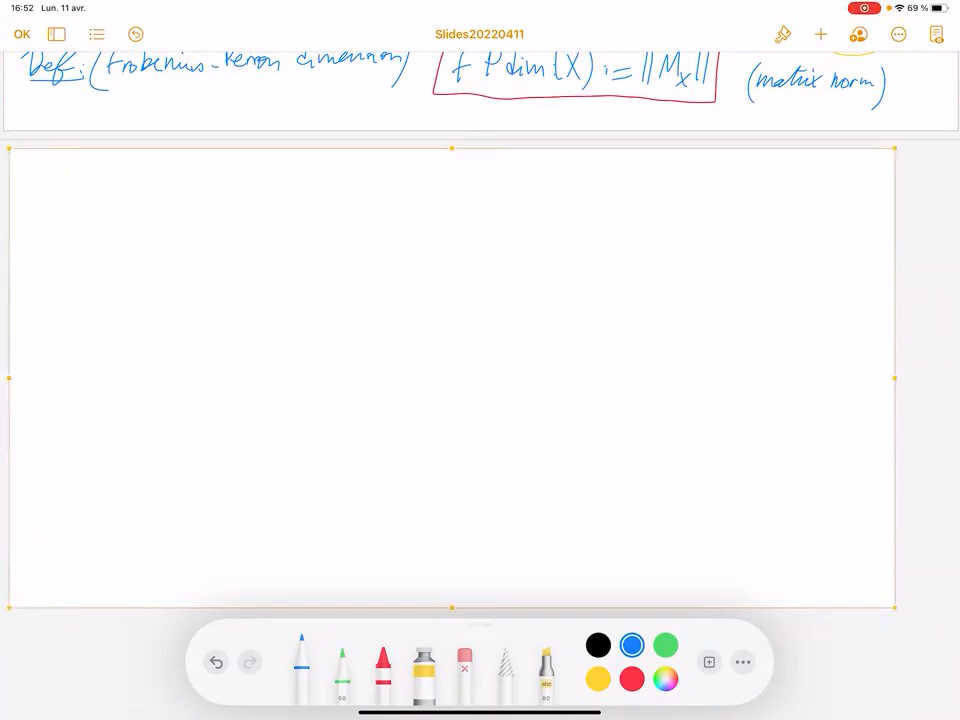 16:52 Lun. 11 avr. 69 %
OK Slides20220411
Def: (Frobenius-Perron dimension) FPdim(X) := ||M_X|| (matrix norm)